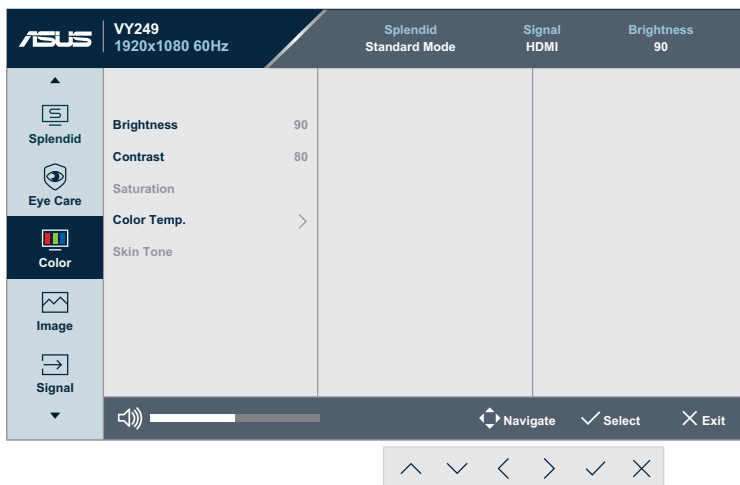 ASUS
VY249
1920x1080 60Hz
Splendid
Standard Mode
Signal
HDMI
Brightness
90
Splendid
Eye Care
Color
Image
Signal
Brightness 90
Contrast 80
Saturation
Color Temp.
Skin Tone
Navigate Select Exit